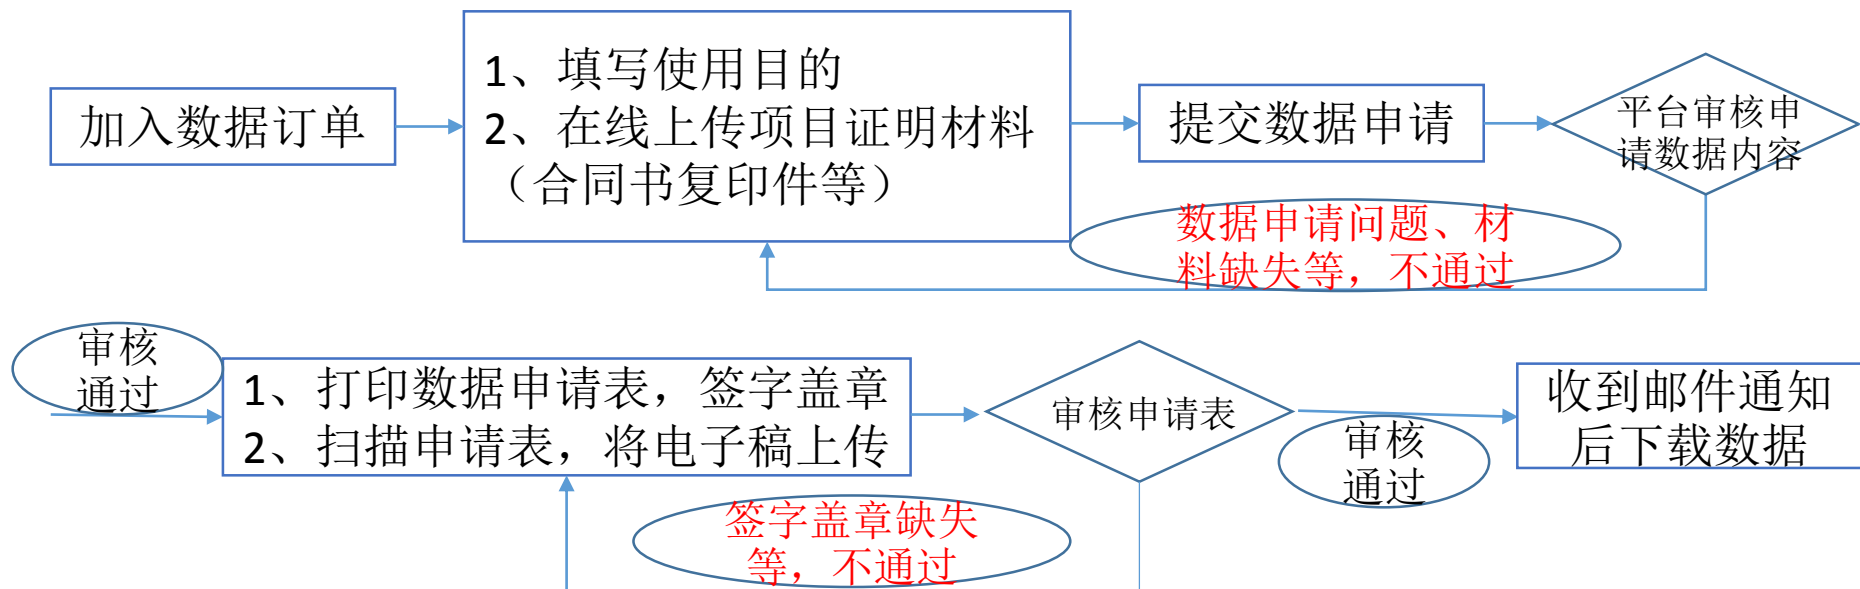 加入数据订单
1、填写使用目的
2、在线上传项目证明材料
（合同书复印件等）
提交数据申请
平台审核申
请数据内容
数据申请问题、材
料缺失等，不通过
审核
通过
1、打印数据申请表，签字盖章
2、扫描申请表，将电子稿上传
审核申请表
审核
通过
收到邮件通知
后下载数据
签字盖章缺失
等，不通过